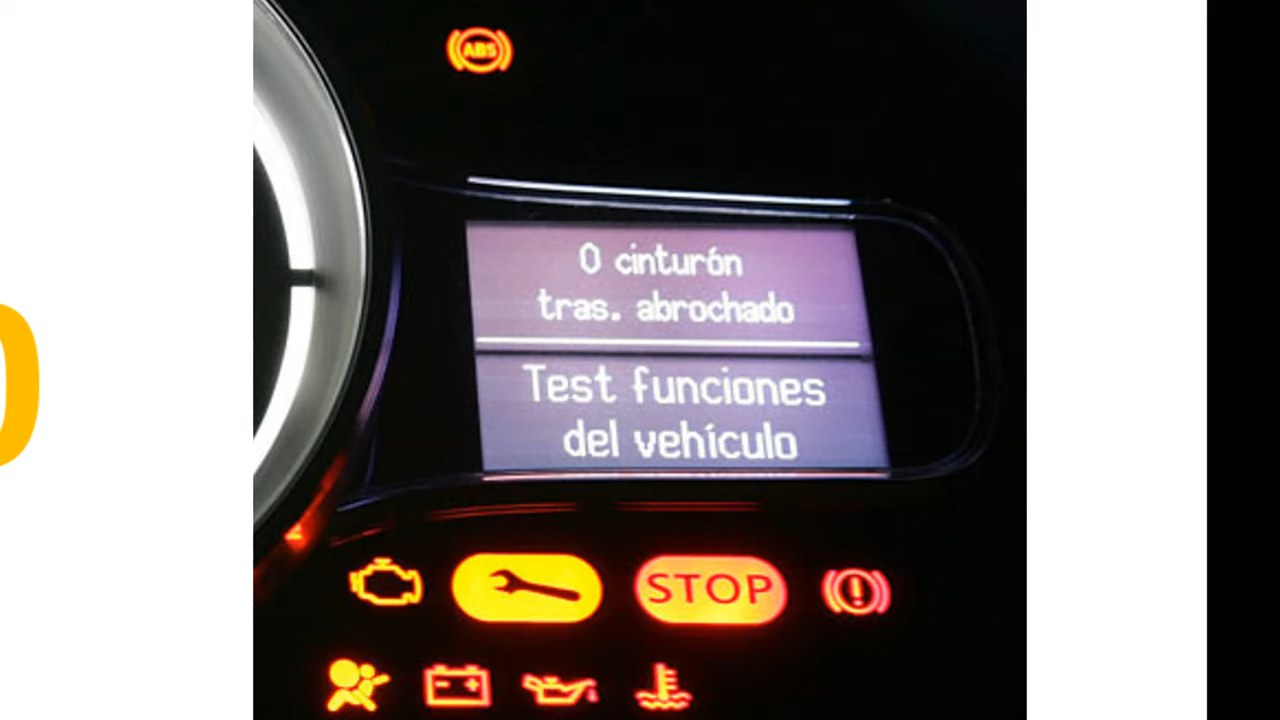 ABS
0 cinturón
tras. abrochado
Test funciones
del vehículo
STOP